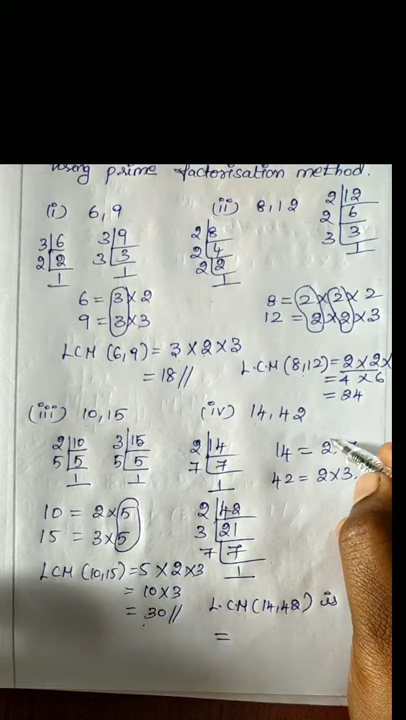 using prime factorisation method.
(i) 6,9
3|6
2|2
1
3|9
3|3
1
6 = 3×2
9 = 3×3
LCM (6,9) = 3×2×3
= 18//
(ii) 8,12
2|8
2|4
2|2
1
2|12
2|6
3|3
1
8 = 2×2×2
12 = 2×2×3
L.C.M (8,12) = 2×2×
= 4×6
= 24
(iii) 10,15
2|10
5|5
1
3|15
5|5
1
10 = 2×5
15 = 3×5
LCM (10,15) = 5×2×3
= 10×3
= 30//
(iv) 14,42
2|14
7|7
1
2|42
3|21
7|7
1
14 = 2
42 = 2×3
L.CM (14,42) is
=